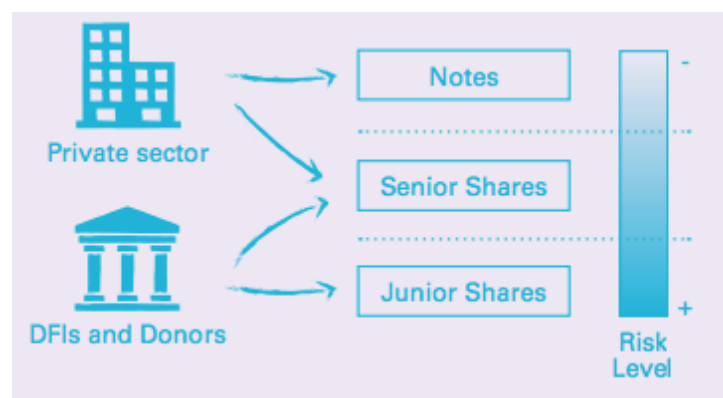 Notes
-
Private sector
Senior Shares
Junior Shares
+
DFIs and Donors
Risk
Level